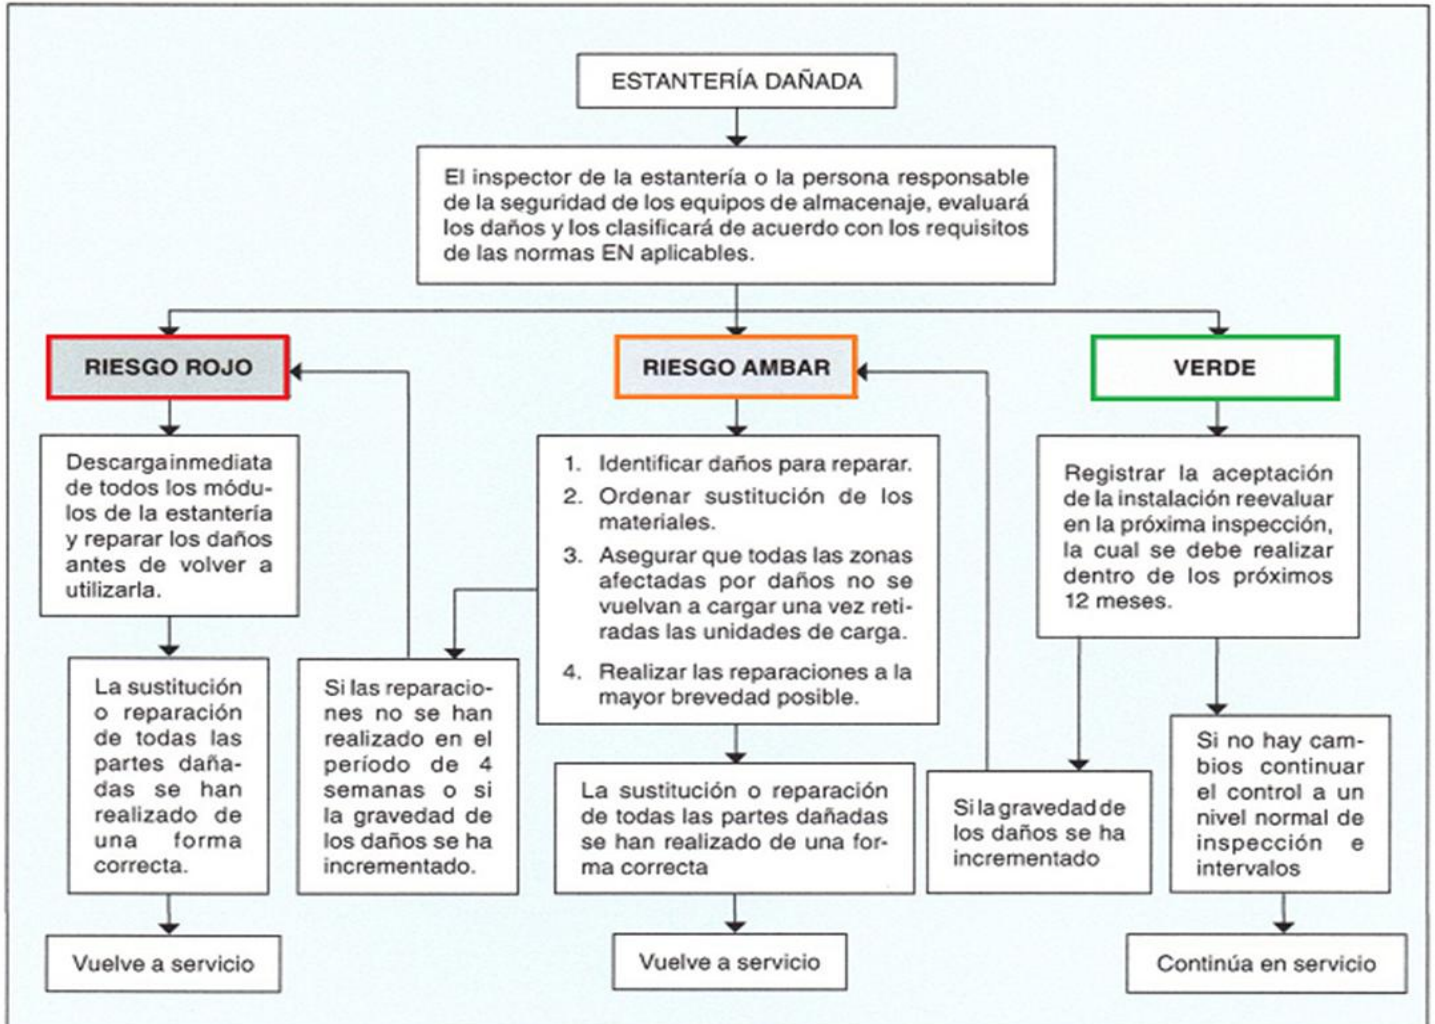 ESTANTERÍA DAÑADA
El inspector de la estantería o la persona responsable
de la seguridad de los equipos de almacenaje, evaluará
los daños y los clasificará de acuerdo con los requisitos
de las normas EN aplicables.
RIESGO ROJO
RIESGO AMBAR
VERDE
Descarga inmediata
de todos los módu-
los de la estantería
y reparar los daños
antes de volver a
utilizarla.
1. Identificar daños para reparar.
2. Ordenar sustitución de los
materiales.
3. Asegurar que todas las zonas
afectadas por daños no se
vuelvan a cargar una vez reti-
radas las unidades de carga.
4. Realizar las reparaciones a la
mayor brevedad posible.
Registrar la aceptación
de la instalación reevaluar
en la próxima inspección,
la cual se debe realizar
dentro de los próximos
12 meses.
La sustitución
o reparación
de todas las
partes daña-
das se han
realizado de
una forma
correcta.
Si las reparacio-
nes no se han
realizado en el
período de 4
semanas o si
la gravedad de
los daños se ha
incrementado.
La sustitución o reparación
de todas las partes dañadas
se han realizado de una for-
ma correcta
Si la gravedad de
los daños se ha
incrementado
Si no hay cam-
bios continuar
el control a un
nivel normal de
inspección e
intervalos
Vuelve a servicio
Vuelve a servicio
Continúa en servicio